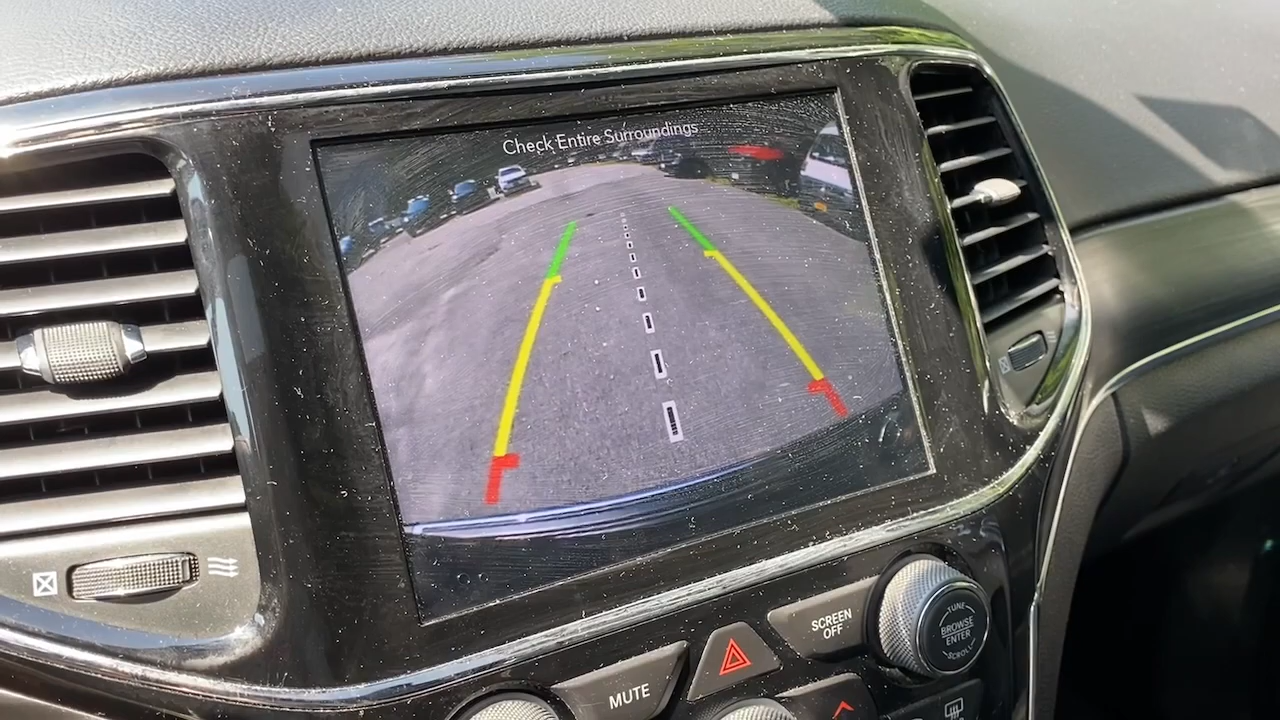 Check Entire Surroundings
SCREEN
OFF
TUNE
BROWSE
ENTER
SCROLL
MUTE